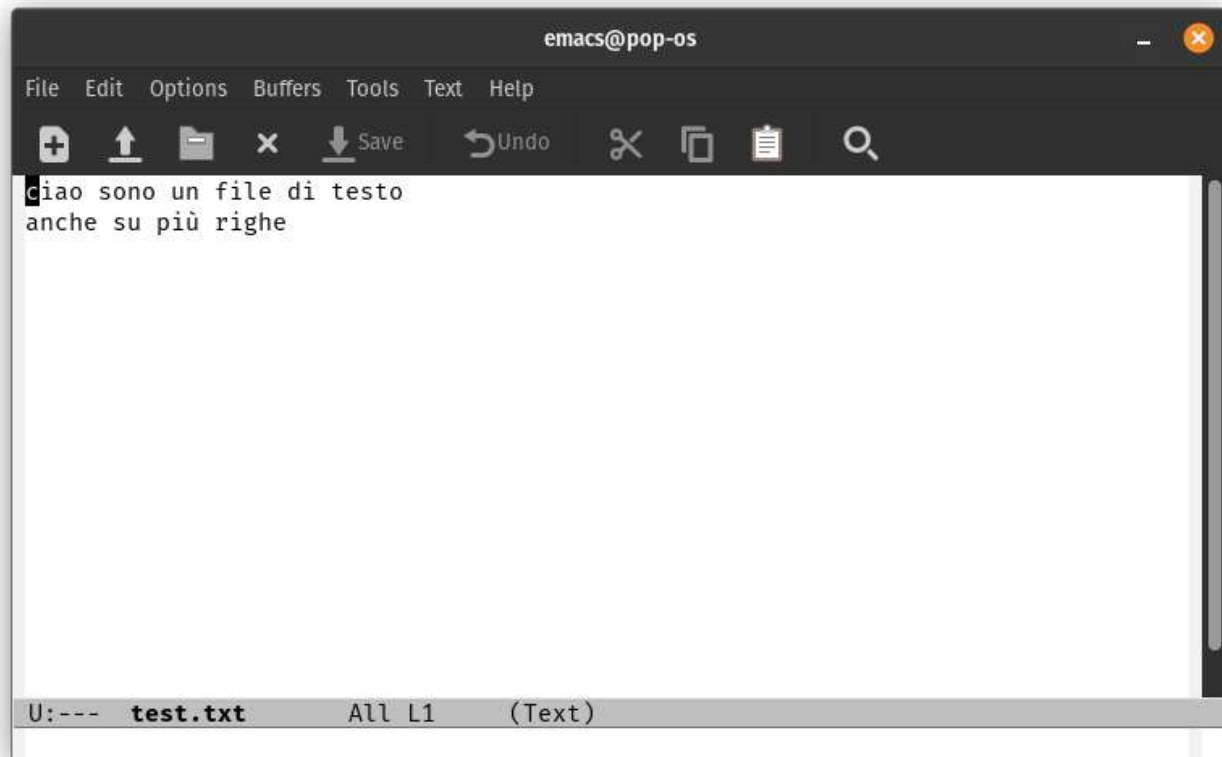 emacs@pop-os
File Edit Options Buffers Tools Text Help
Save Undo
ciao sono un file di testo
anche su più righe
U:--- test.txt All L1 (Text)